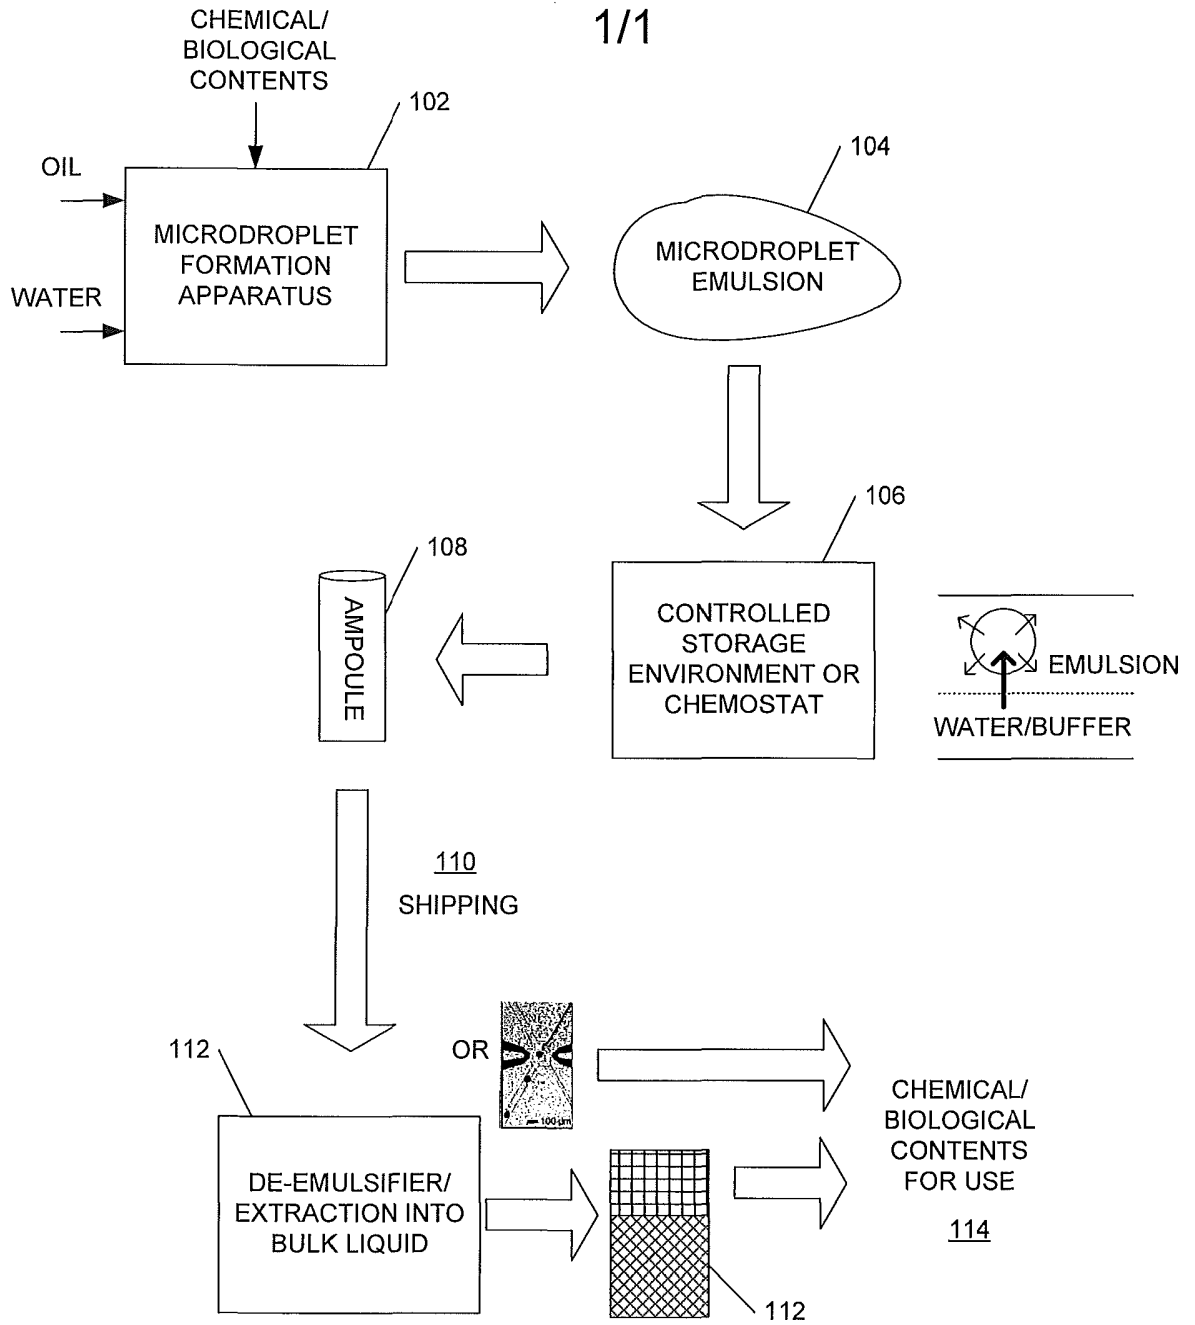 1/1
CHEMICAL/
BIOLOGICAL
CONTENTS
102
OIL
MICRODROPLET
FORMATION
APPARATUS
WATER
104
MICRODROPLET
EMULSION
106
CONTROLLED
STORAGE
ENVIRONMENT OR
CHEMOSTAT
EMULSION
WATER/BUFFER
108
AMPOULE
110
SHIPPING
112
OR
100 µm
DE-EMULSIFIER/
EXTRACTION INTO
BULK LIQUID
112
CHEMICAL/
BIOLOGICAL
CONTENTS
FOR USE
114